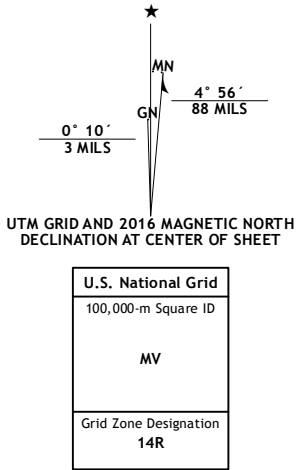 ★
MN
GN
4° 56´
88 MILS
0° 10´
3 MILS
UTM GRID AND 2016 MAGNETIC NORTH
DECLINATION AT CENTER OF SHEET
U.S. National Grid
100,000-m Square ID
MV
Grid Zone Designation
14R